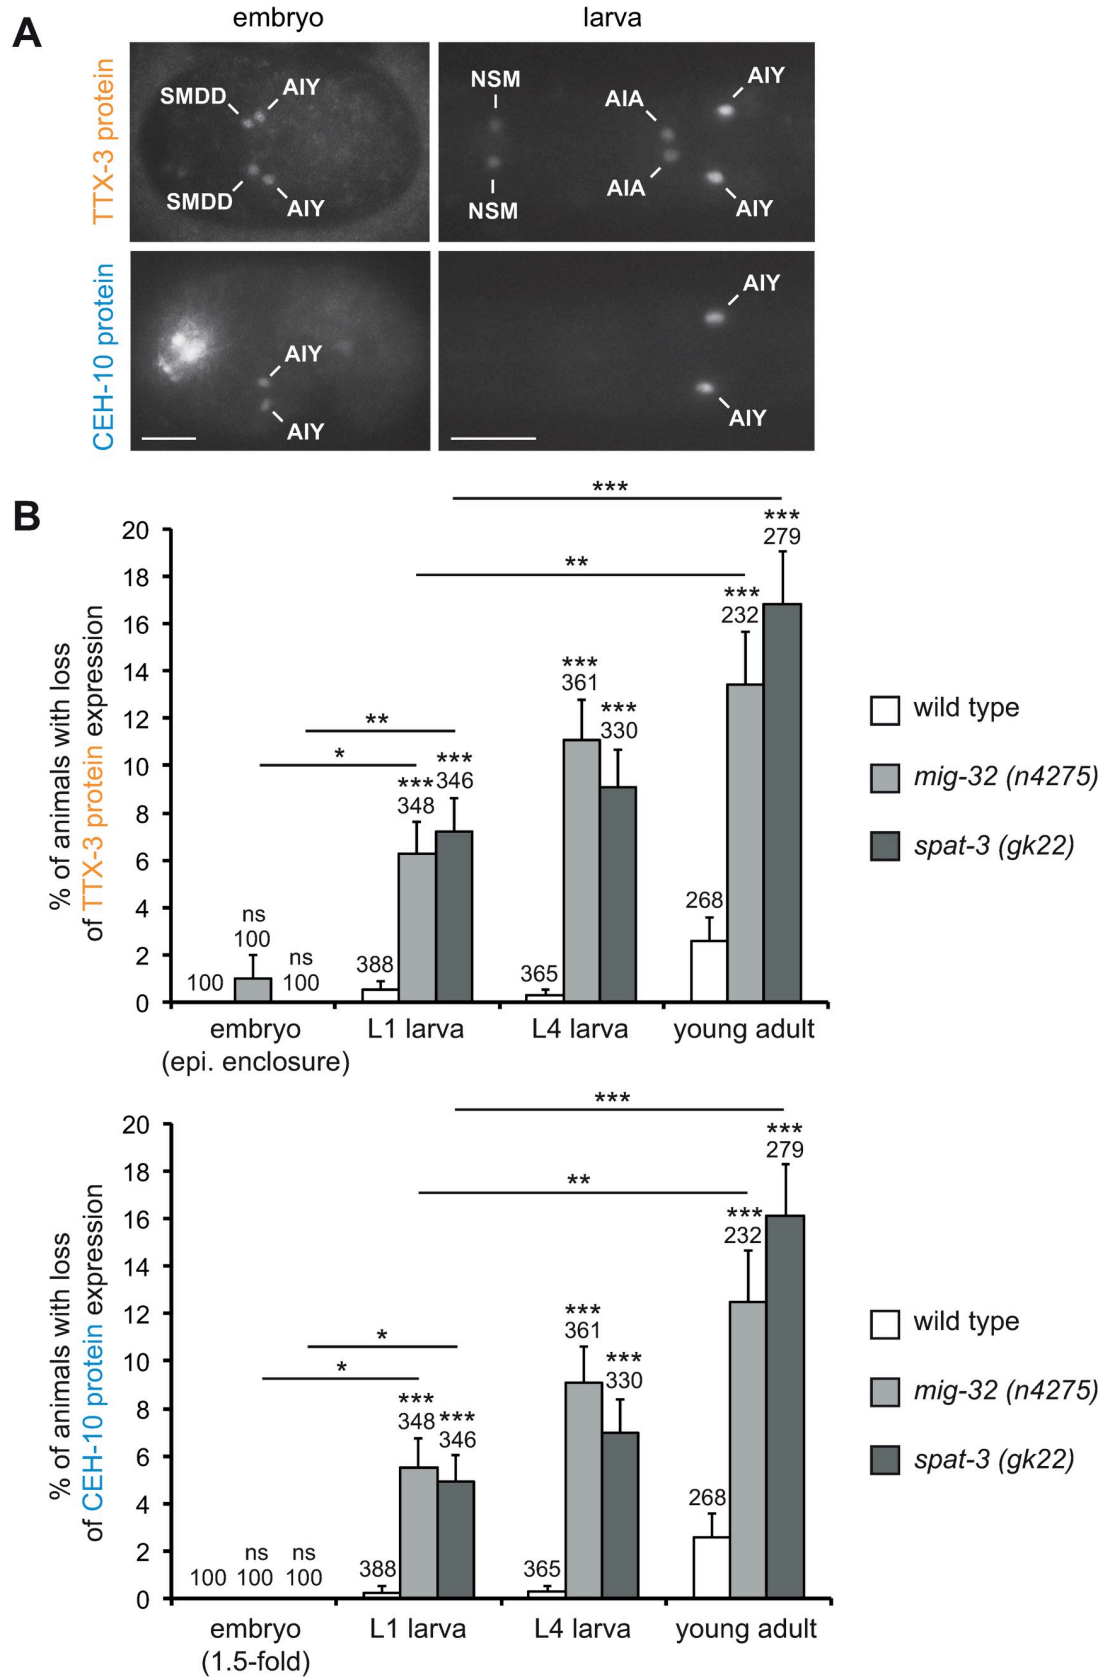 A
embryo
larva
TTX-3 protein
SMDD
AIY
SMDD
AIY
NSM
AIA
AIY
AIA
NSM
AIY
CEH-10 protein
AIY
AIY
AIY
AIY
B
% of animals with loss
of TTX-3 protein expression
20
18
16
14
12
10
8
6
4
2
0
***
**
**
*
100
ns
100
ns
100
388
***
348
***
346
365
***
361
***
330
268
***
232
***
279
embryo
(epi. enclosure)
L1 larva
L4 larva
young adult
wild type
mig-32 (n4275)
spat-3 (gk22)
% of animals with loss
of CEH-10 protein expression
20
18
16
14
12
10
8
6
4
2
0
***
**
*
*
100
ns
100
ns
100
388
***
348
***
346
365
***
361
***
330
268
***
232
***
279
embryo
(1.5-fold)
L1 larva
L4 larva
young adult
wild type
mig-32 (n4275)
spat-3 (gk22)